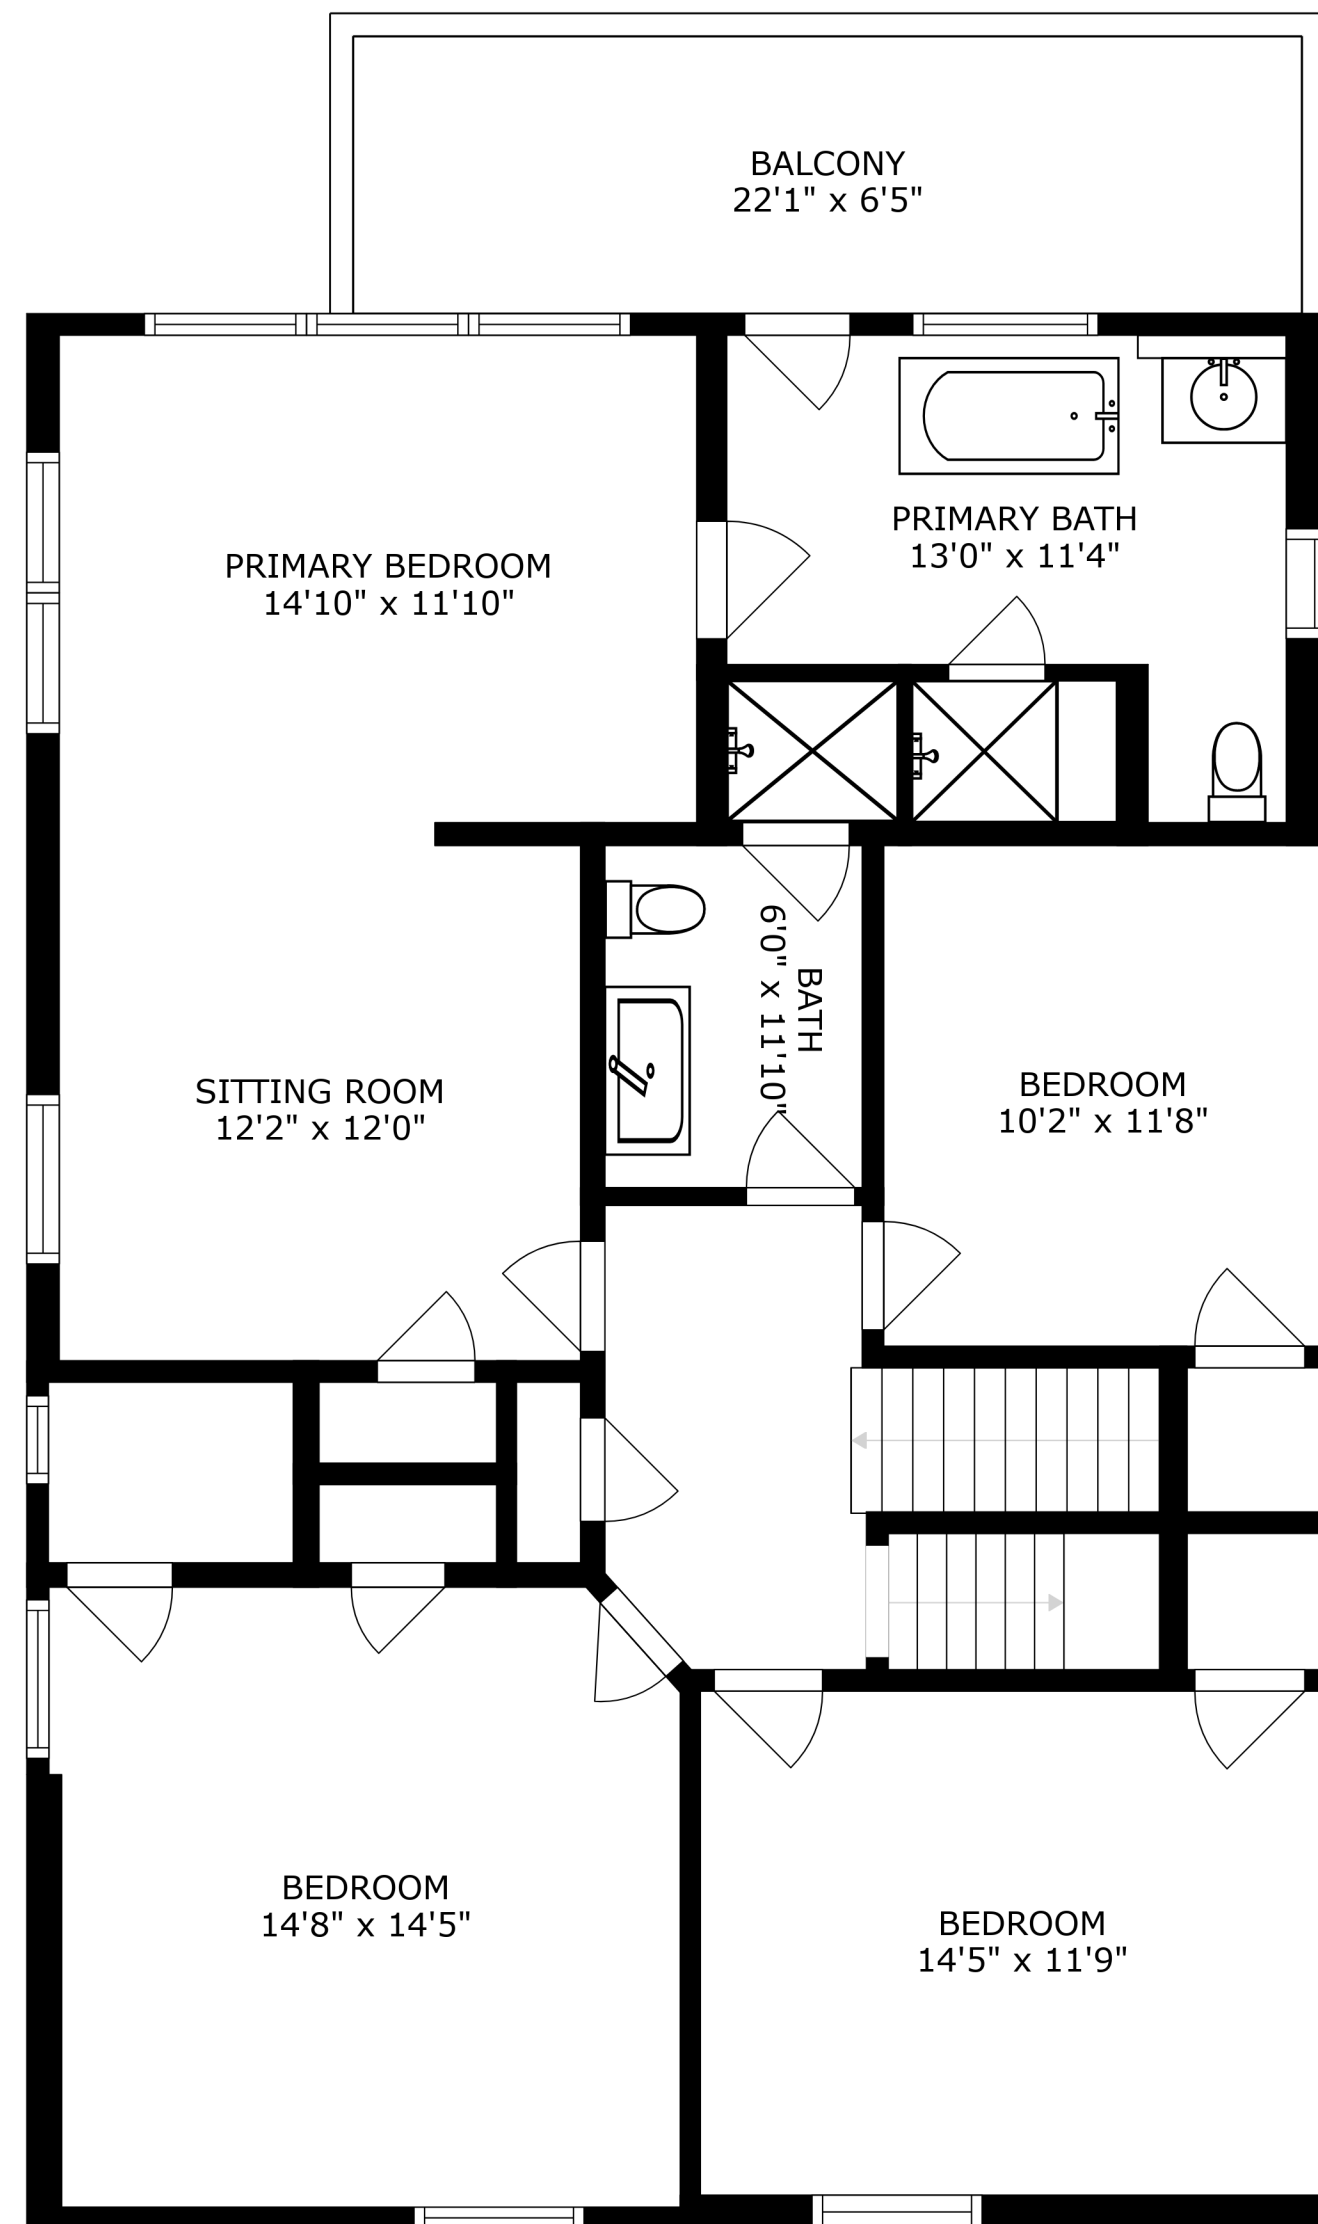 BALCONY
22'1" x 6'5"
PRIMARY BATH
13'0" x 11'4"
PRIMARY BEDROOM
14'10" x 11'10"
BATH
6'0" x 11'10"
SITTING ROOM
12'2" x 12'0"
BEDROOM
10'2" x 11'8"
BEDROOM
14'8" x 14'5"
BEDROOM
14'5" x 11'9"